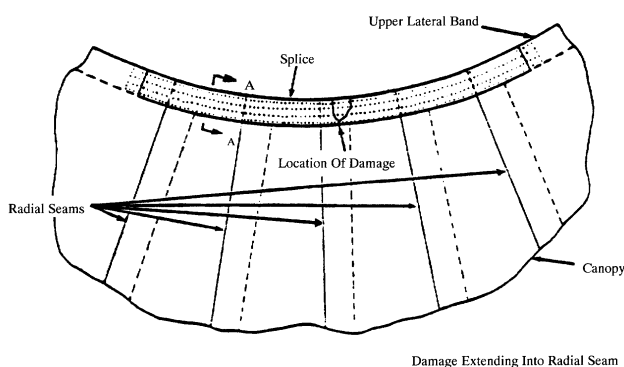 Upper Lateral Band
Splice
A
A
Location Of Damage
Radial Seams
Canopy
Damage Extending Into Radial Seam